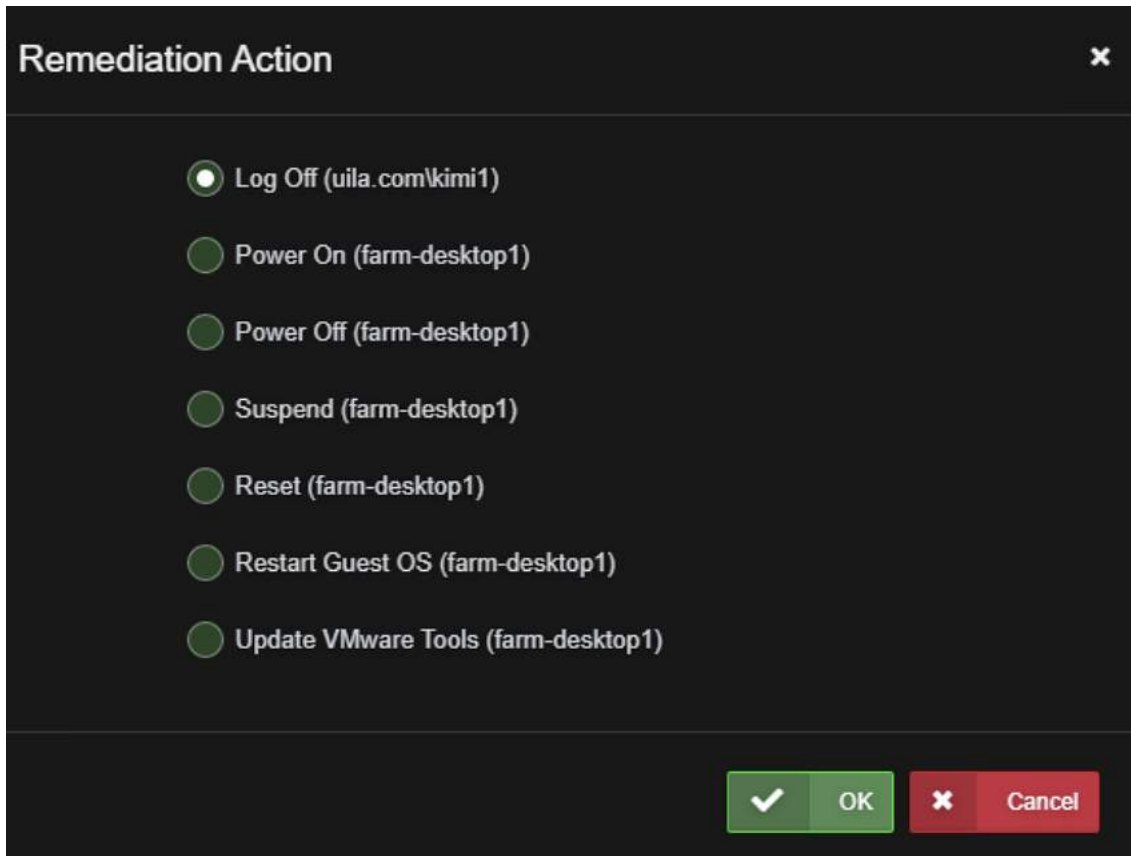 Remediation Action
Log Off (uila.com\kimi1)
Power On (farm-desktop1)
Power Off (farm-desktop1)
Suspend (farm-desktop1)
Reset (farm-desktop1)
Restart Guest OS (farm-desktop1)
Update VMware Tools (farm-desktop1)
OK Cancel